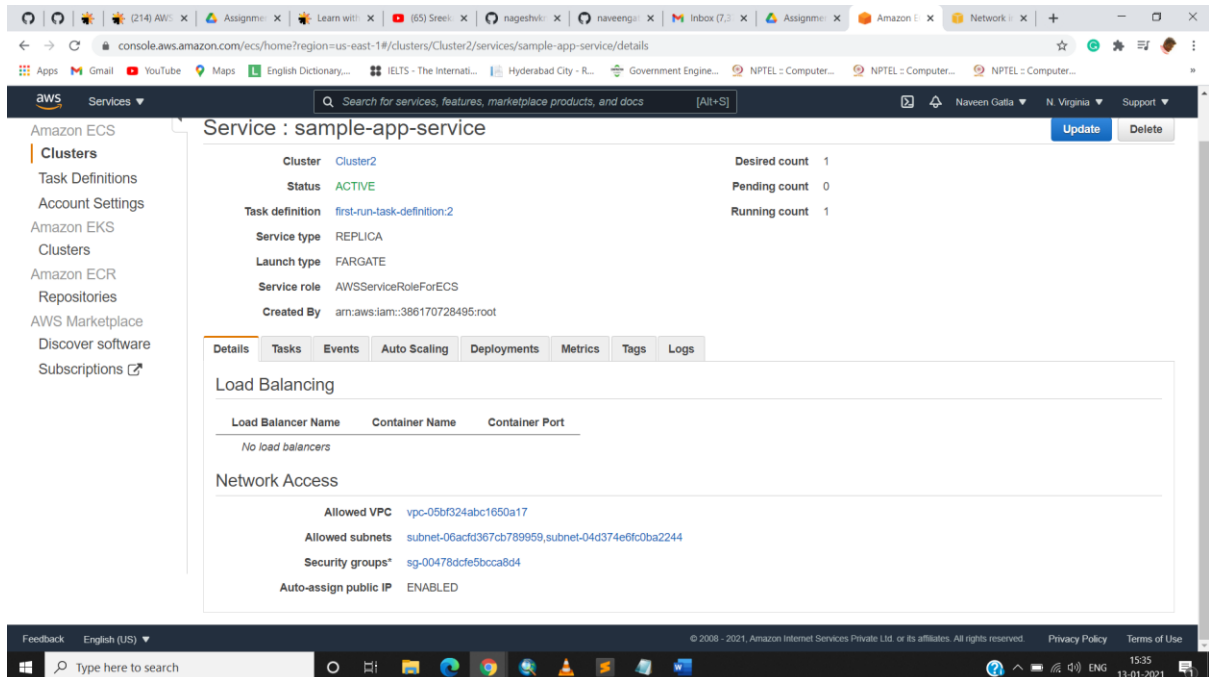 (214) AWS
Assignme
Learn with
(65) Sreek
nageshvkr
naveengar
Inbox (7,
Assignme
Amazon E
Network in
console.aws.amazon.com/ecs/home?region=us-east-1#/clusters/Cluster2/services/sample-app-service/details
Apps Gmail YouTube Maps English Dictionary,... IELTS - The Internati... Hyderabad City - R... Government Engine... NPTEL :: Computer... NPTEL :: Computer... NPTEL :: Computer...
aws Services ▼ Search for services, features, marketplace products, and docs [Alt+S] Naveen Gatla ▼ N. Virginia ▼ Support ▼
Amazon ECS
Clusters
Task Definitions
Account Settings
Amazon EKS
Clusters
Amazon ECR
Repositories
AWS Marketplace
Discover software
Subscriptions
Service : sample-app-service
Update Delete
Cluster Cluster2
Status ACTIVE
Task definition first-run-task-definition:2
Service type REPLICA
Launch type FARGATE
Service role AWSServiceRoleForECS
Created By arn:aws:iam::386170728495:root
Desired count 1
Pending count 0
Running count 1
Details Tasks Events Auto Scaling Deployments Metrics Tags Logs
Load Balancing
Load Balancer Name Container Name Container Port
No load balancers
Network Access
Allowed VPC vpc-05bf324abc1650a17
Allowed subnets subnet-06acfd367cb789959,subnet-04d374e6fc0ba2244
Security groups* sg-00478dcfe5bcca8d4
Auto-assign public IP ENABLED
Feedback English (US) ▼ © 2008 - 2021, Amazon Internet Services Private Ltd. or its affiliates. All rights reserved. Privacy Policy Terms of Use
Type here to search
ENG
15:35
13-01-2021